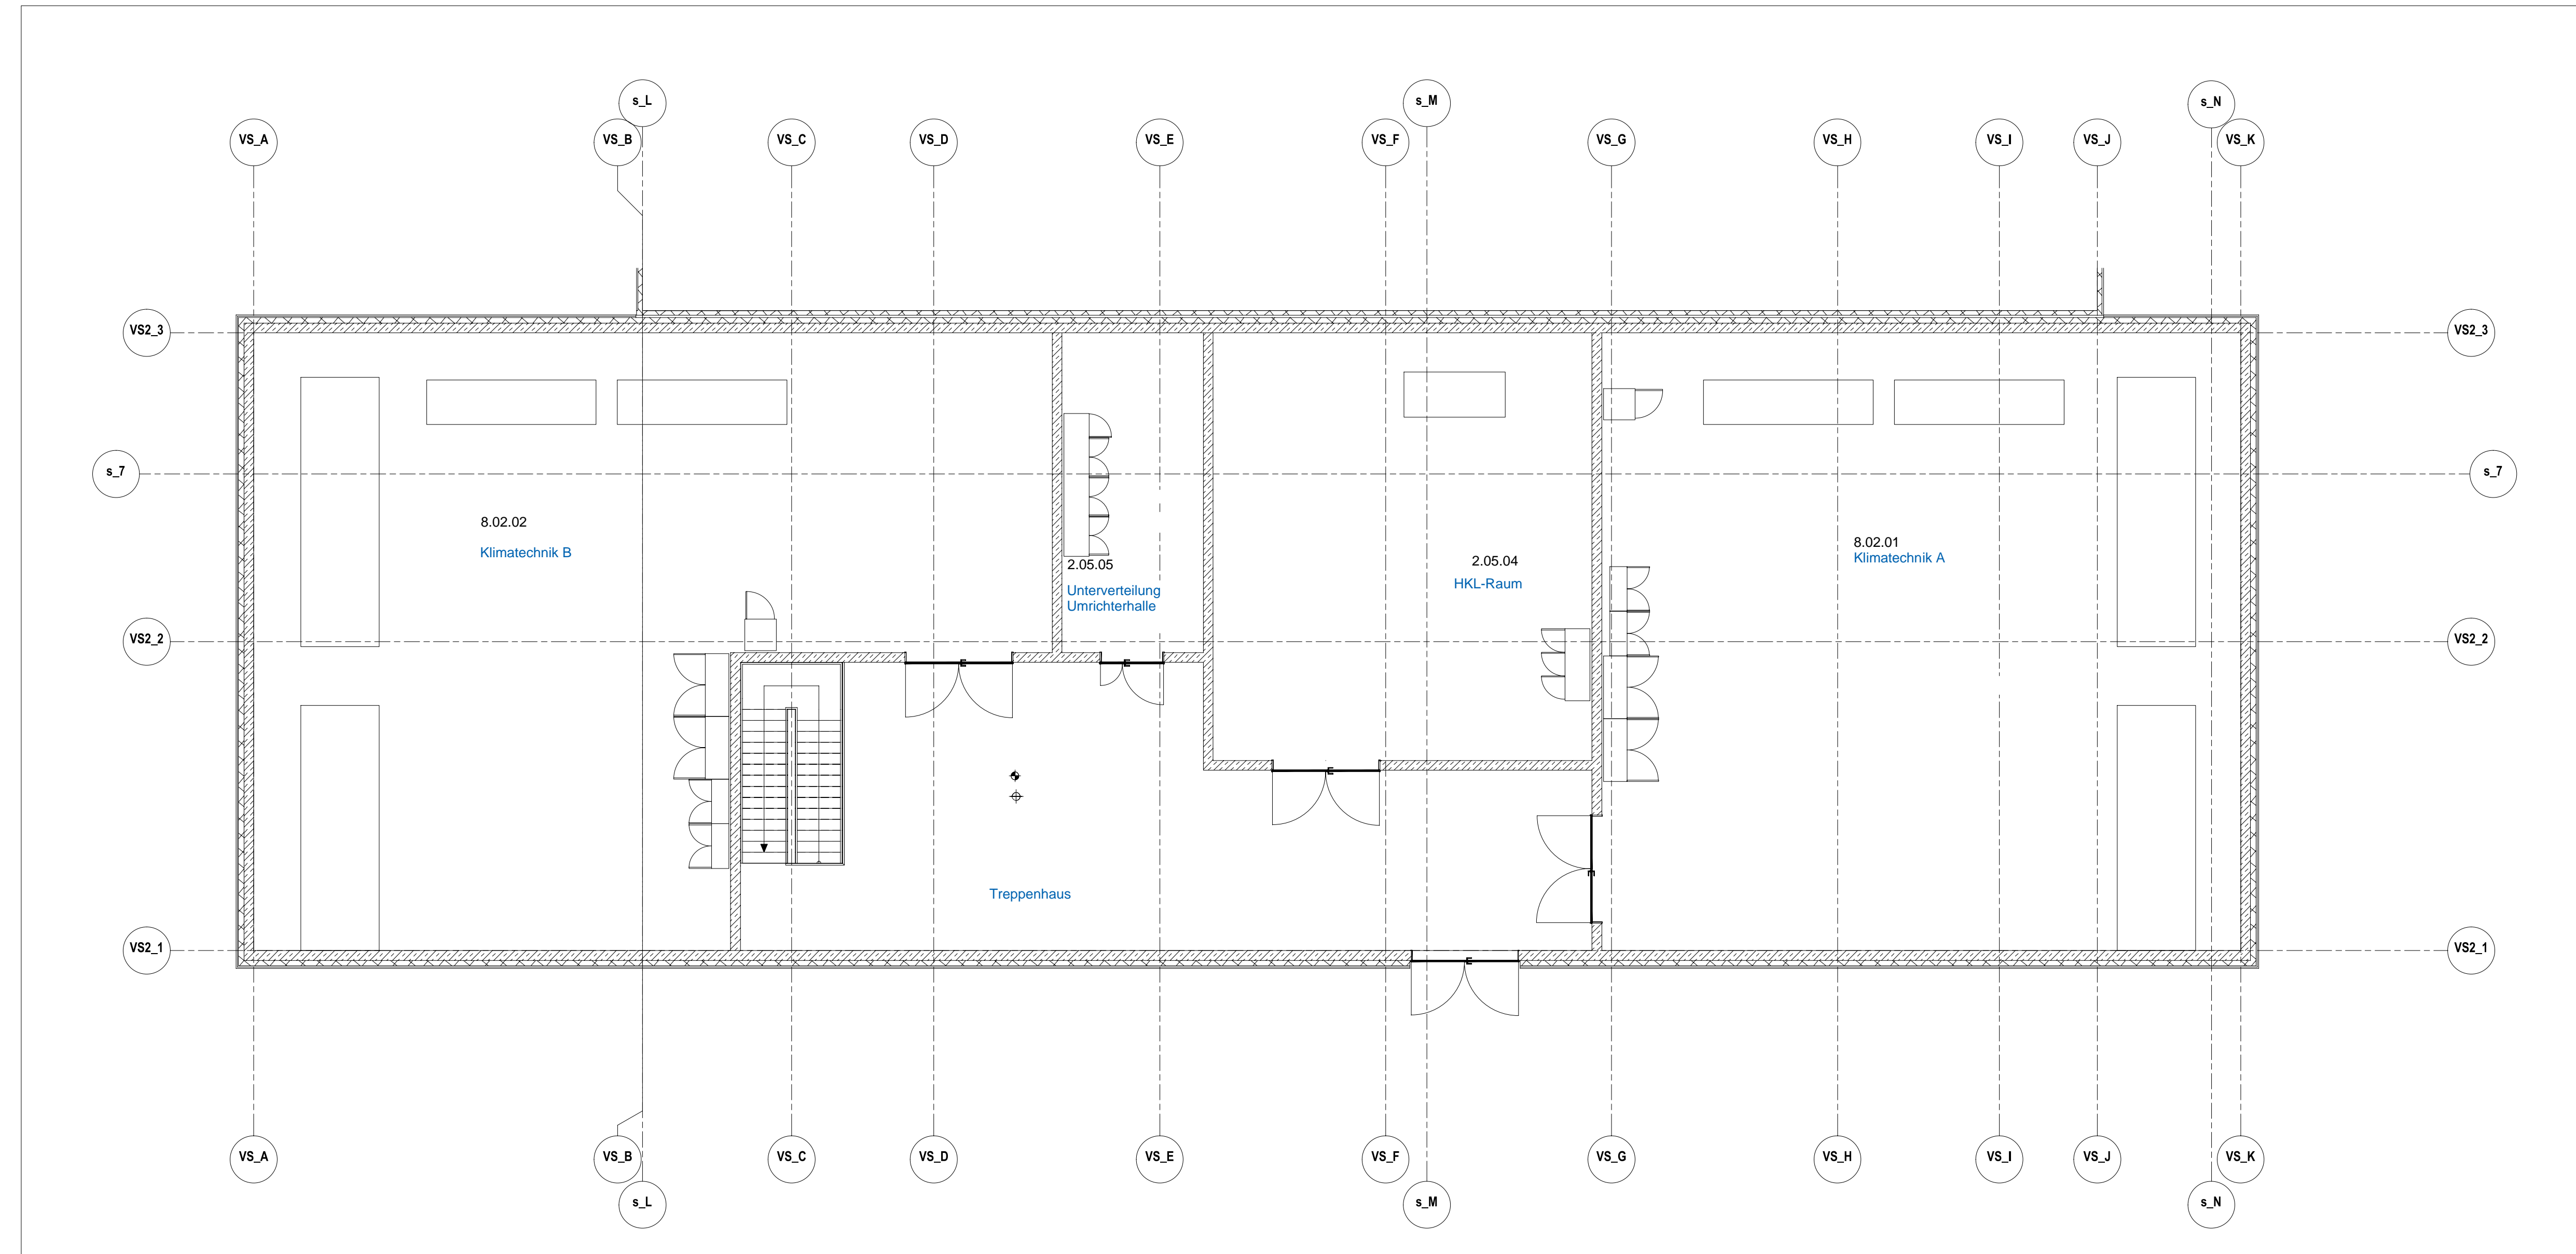 s_L
s_M
s_N
VS_A
VS_B
VS_C
VS_D
VS_E
VS_F
VS_G
VS_H
VS_I
VS_J
VS_K
VS2_3
VS2_3
s_7
s_7
8.02.02
Klimatechnik B
2.05.05
Unterverteilung
Umrichterhalle
2.05.04
HKL-Raum
8.02.01
Klimatechnik A
VS2_2
VS2_2
Treppenhaus
VS2_1
VS2_1
VS_A
VS_B
VS_C
VS_D
VS_E
VS_F
VS_G
VS_H
VS_I
VS_J
VS_K
s_L
s_M
s_N